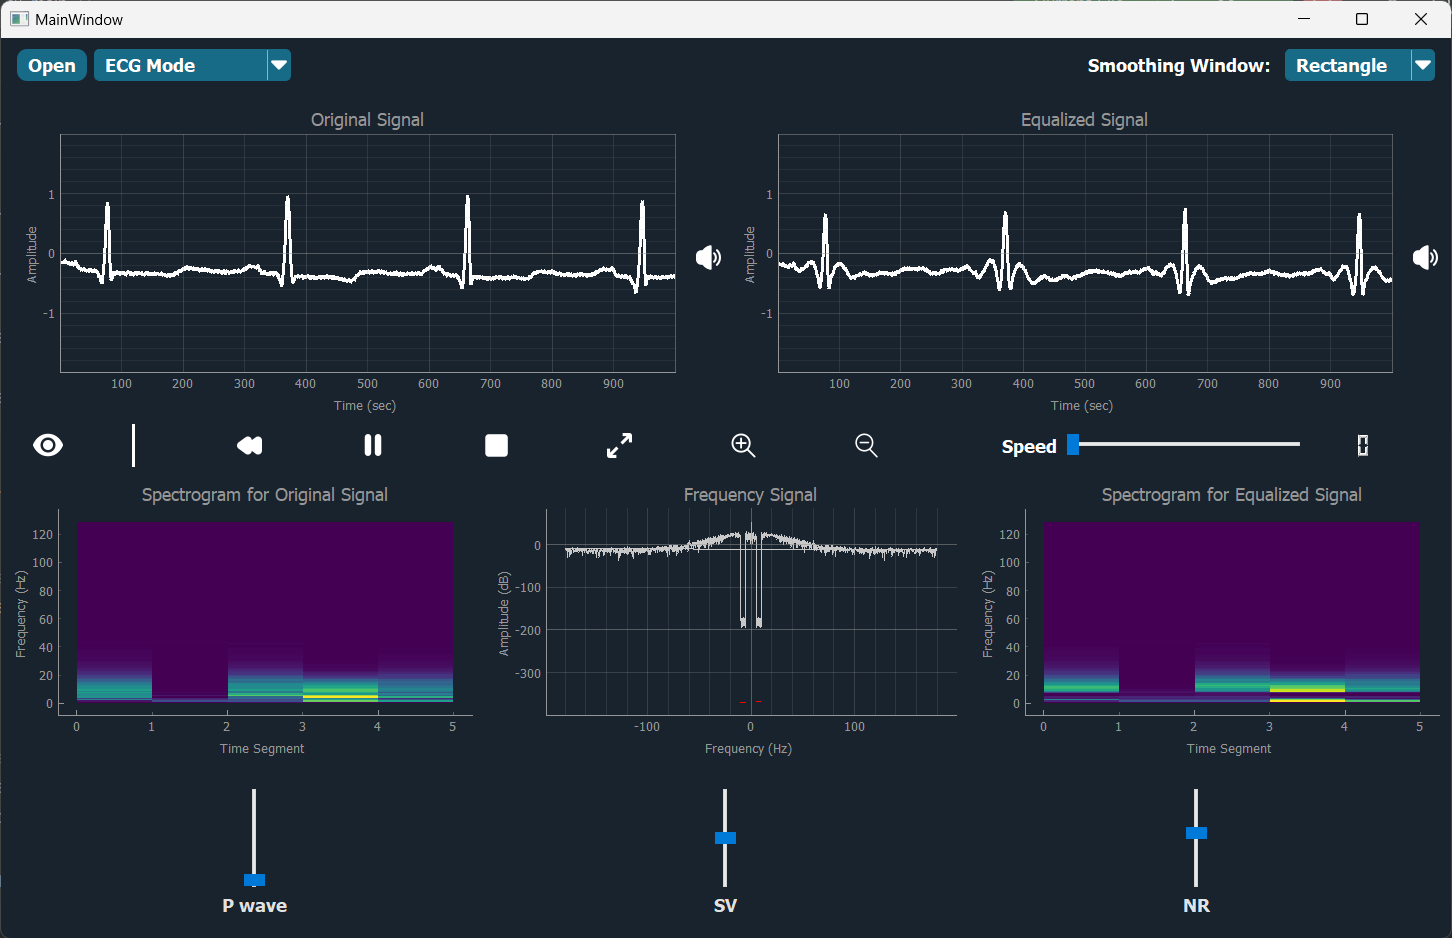 MainWindow
Open
ECG Mode
Smoothing Window:
Rectangle
Original Signal
Amplitude
1
0
-1
100 200 300 400 500 600 700 800 900
Time (sec)
Equalized Signal
Amplitude
1
0
-1
100 200 300 400 500 600 700 800 900
Time (sec)
Speed
0
Spectrogram for Original Signal
Frequency (Hz)
120
100
80
60
40
20
0
0 1 2 3 4 5
Time Segment
Frequency Signal
Amplitude (dB)
0
-100
-200
-300
-100 0 100
Frequency (Hz)
Spectrogram for Equalized Signal
Frequency (Hz)
120
100
80
60
40
20
0
0 1 2 3 4 5
Time Segment
P wave
SV
NR